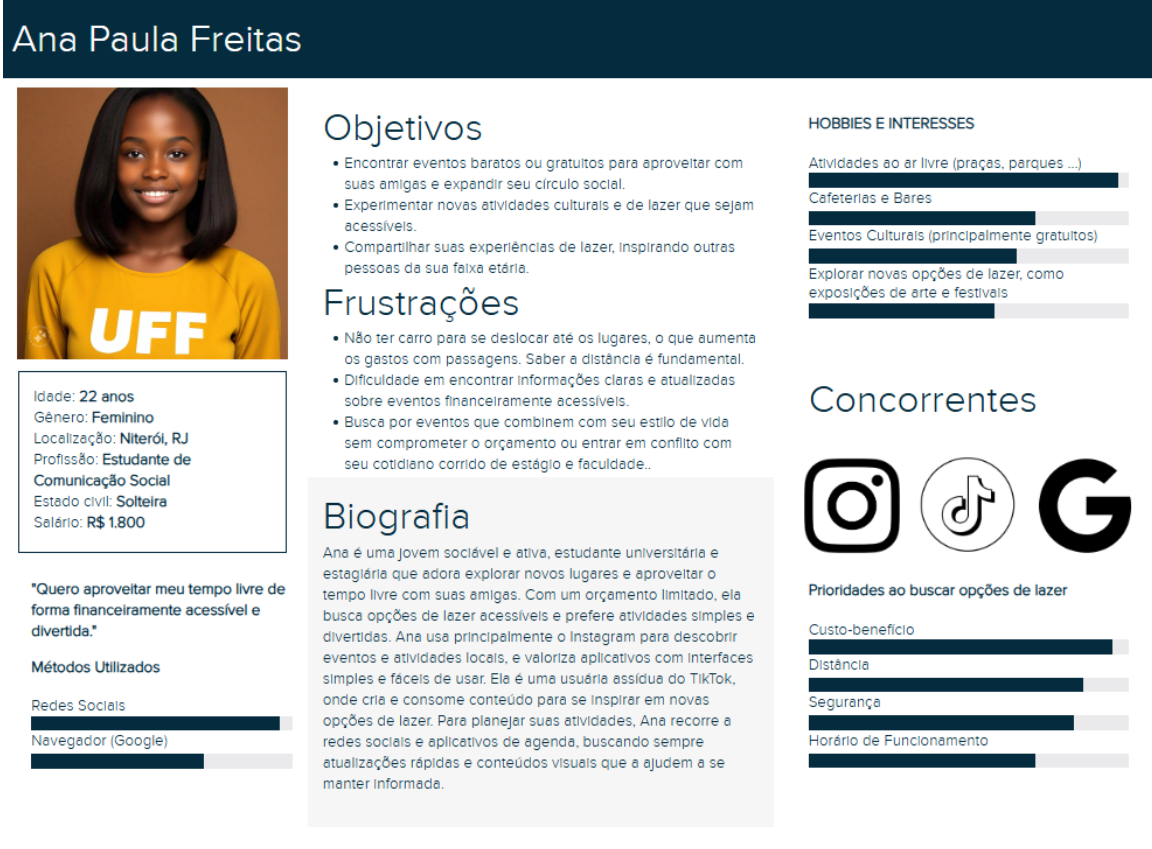 Ana Paula Freitas
UFF
Idade: 22 anos
Gênero: Feminino
Localização: Niterói, RJ
Profissão: Estudante de
Comunicação Social
Estado civil: Solteira
Salário: R$ 1.800
"Quero aproveitar meu tempo livre de
forma financeiramente acessível e
divertida."
Métodos Utilizados
Redes Sociais
Navegador (Google)
Objetivos
• Encontrar eventos baratos ou gratuitos para aproveitar com
suas amigas e expandir seu círculo social.
• Experimentar novas atividades culturais e de lazer que sejam
acessíveis.
• Compartilhar suas experiências de lazer, inspirando outras
pessoas da sua faixa etária.
Frustrações
• Não ter carro para se deslocar até os lugares, o que aumenta
os gastos com passagens. Saber a distância é fundamental.
• Dificuldade em encontrar informações claras e atualizadas
sobre eventos financeiramente acessíveis.
• Busca por eventos que combinem com seu estilo de vida
sem comprometer o orçamento ou entrar em conflito com
seu cotidiano corrido de estágio e faculdade..
Biografia
Ana é uma jovem sociável e ativa, estudante universitária e
estagiária que adora explorar novos lugares e aproveitar o
tempo livre com suas amigas. Com um orçamento limitado, ela
busca opções de lazer acessíveis e prefere atividades simples e
divertidas. Ana usa principalmente o Instagram para descobrir
eventos e atividades locais, e valoriza aplicativos com interfaces
simples e fáceis de usar. Ela é uma usuária assídua do TikTok,
onde cria e consome conteúdo para se inspirar em novas
opções de lazer. Para planejar suas atividades, Ana recorre a
redes sociais e aplicativos de agenda, buscando sempre
atualizações rápidas e conteúdos visuais que a ajudem a se
manter informada.
HOBBIES E INTERESSES
Atividades ao ar livre (praças, parques ...)
Cafeterias e Bares
Eventos Culturais (principalmente gratuitos)
Explorar novas opções de lazer, como
exposições de arte e festivais
Concorrentes
Prioridades ao buscar opções de lazer
Custo-benefício
Distância
Segurança
Horário de Funcionamento